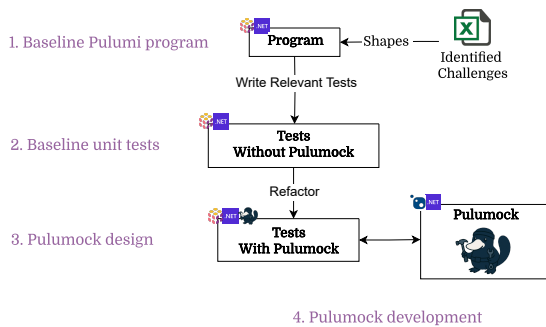 1. Baseline Pulumi program
.NET
Program
Shapes
X
Identified
Challenges
Write Relevant Tests
2. Baseline unit tests
.NET
Tests
Without Pulumock
Refactor
3. Pulumock design
.NET
Tests
With Pulumock
.NET
Pulumock
4. Pulumock development